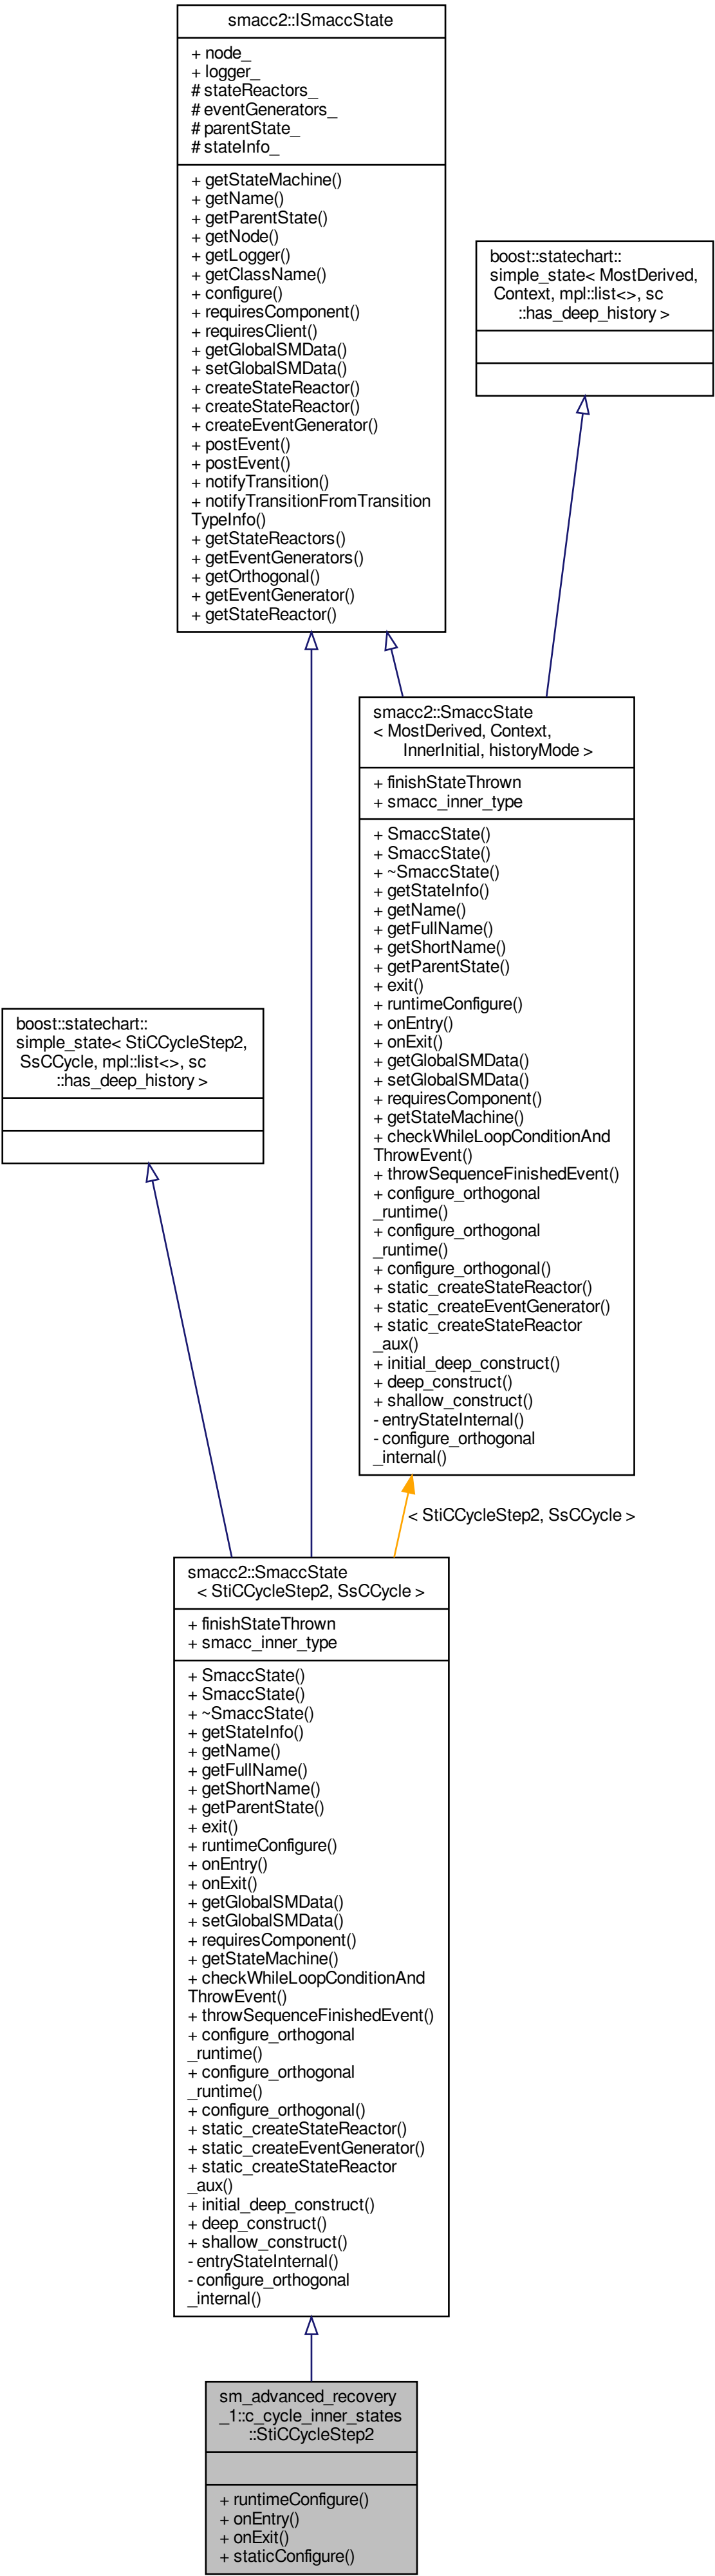 smacc2::ISmaccState
+ node_
+ logger_
# stateReactors_
# eventGenerators_
# parentState_
# stateInfo_
+ getStateMachine()
+ getName()
+ getParentState()
+ getNode()
+ getLogger()
+ getClassName()
+ configure()
+ requiresComponent()
+ requiresClient()
+ getGlobalSMData()
+ setGlobalSMData()
+ createStateReactor()
+ createStateReactor()
+ createEventGenerator()
+ postEvent()
+ postEvent()
+ notifyTransition()
+ notifyTransitionFromTransition
TypeInfo()
+ getStateReactors()
+ getEventGenerators()
+ getOrthogonal()
+ getEventGenerator()
+ getStateReactor()
boost::statechart::
simple_state< MostDerived,
Context, mpl::list<>, sc
::has_deep_history >
smacc2::SmaccState
< MostDerived, Context,
InnerInitial, historyMode >
+ finishStateThrown
+ smacc_inner_type
+ SmaccState()
+ SmaccState()
+ ~SmaccState()
+ getStateInfo()
+ getName()
+ getFullName()
+ getShortName()
+ getParentState()
+ exit()
+ runtimeConfigure()
+ onEntry()
+ onExit()
+ getGlobalSMData()
+ setGlobalSMData()
+ requiresComponent()
+ getStateMachine()
+ checkWhileLoopConditionAnd
ThrowEvent()
+ throwSequenceFinishedEvent()
+ configure_orthogonal
_runtime()
+ configure_orthogonal
_runtime()
+ configure_orthogonal()
+ static_createStateReactor()
+ static_createEventGenerator()
+ static_createStateReactor
_aux()
+ initial_deep_construct()
+ deep_construct()
+ shallow_construct()
- entryStateInternal()
- configure_orthogonal
_internal()
boost::statechart::
simple_state< StiCCycleStep2,
SsCCycle, mpl::list<>, sc
::has_deep_history >
< StiCCycleStep2, SsCCycle >
smacc2::SmaccState
< StiCCycleStep2, SsCCycle >
+ finishStateThrown
+ smacc_inner_type
+ SmaccState()
+ SmaccState()
+ ~SmaccState()
+ getStateInfo()
+ getName()
+ getFullName()
+ getShortName()
+ getParentState()
+ exit()
+ runtimeConfigure()
+ onEntry()
+ onExit()
+ getGlobalSMData()
+ setGlobalSMData()
+ requiresComponent()
+ getStateMachine()
+ checkWhileLoopConditionAnd
ThrowEvent()
+ throwSequenceFinishedEvent()
+ configure_orthogonal
_runtime()
+ configure_orthogonal
_runtime()
+ configure_orthogonal()
+ static_createStateReactor()
+ static_createEventGenerator()
+ static_createStateReactor
_aux()
+ initial_deep_construct()
+ deep_construct()
+ shallow_construct()
- entryStateInternal()
- configure_orthogonal
_internal()
sm_advanced_recovery
_1::c_cycle_inner_states
::StiCCycleStep2
+ runtimeConfigure()
+ onEntry()
+ onExit()
+ staticConfigure()